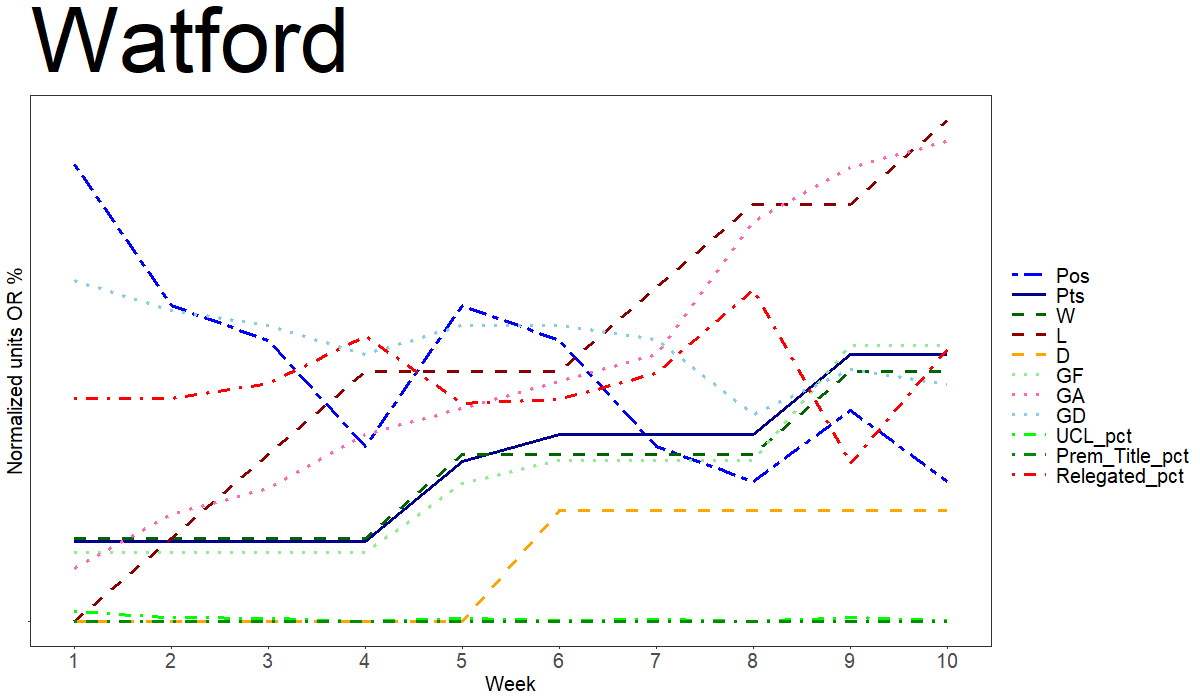 Watford
Normalized units OR %
1 2 3 4 5 6 7 8 9 10
Week
Pos
Pts
W
L
D
GF
GA
GD
UCL_pct
Prem_Title_pct
Relegated_pct